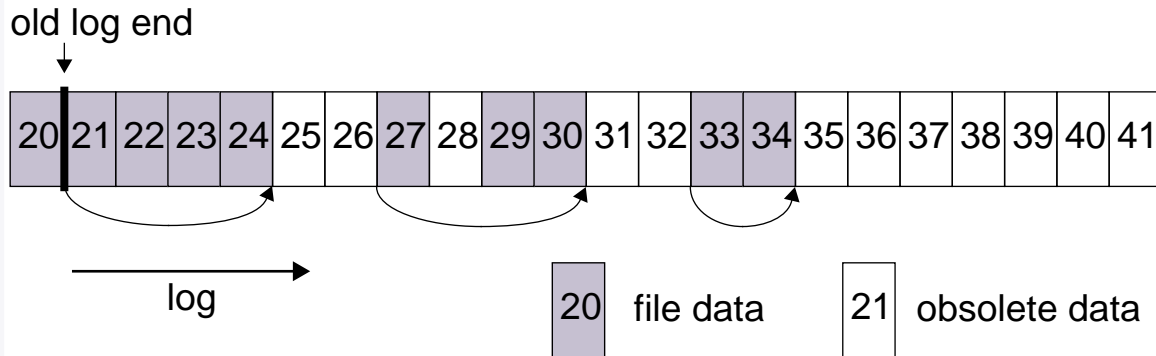 old log end
20 21 22 23 24 25 26 27 28 29 30 31 32 33 34 35 36 37 38 39 40 41
log
20 file data 21 obsolete data